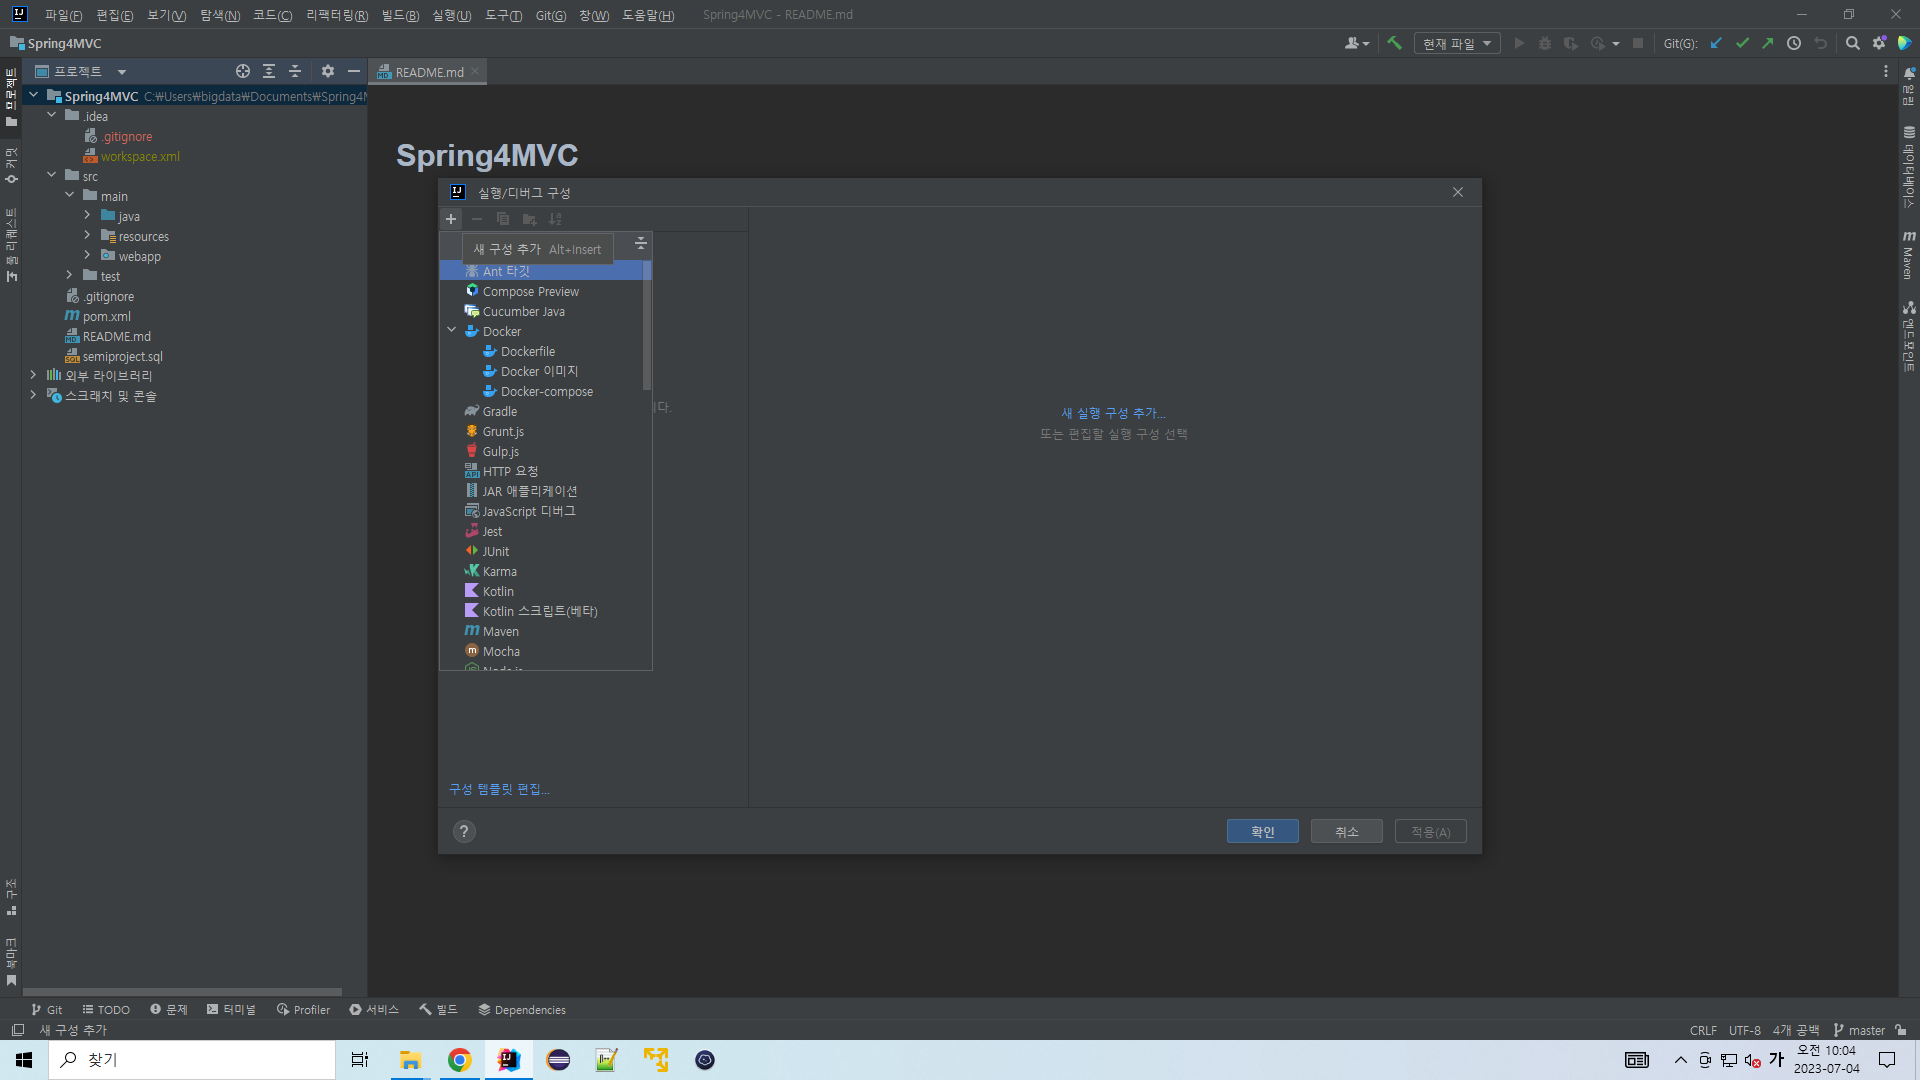 파일(F) 편집(E) 보기(V) 탐색(N) 코드(C) 리팩터링(R) 빌드(B) 실행(U) 도구(T) Git(G) 창(W) 도움말(H) Spring4MVC - README.md
Spring4MVC
현재 파일
Git(G):
프로젝트
README.md
Spring4MVC C:₩Users₩bigdata₩Documents₩Spring4M
.idea
.gitignore
workspace.xml
src
main
java
resources
webapp
test
.gitignore
pom.xml
README.md
semiproject.sql
외부 라이브러리
스크래치 및 콘솔
프로젝트
커밋
풀 리퀘스트
구조
북마크
Spring4MVC
실행/디버그 구성
새 구성 추가 Alt+Insert
Ant 타깃
Compose Preview
Cucumber Java
Docker
Dockerfile
Docker 이미지
Docker-compose
Gradle
Grunt.js
Gulp.js
HTTP 요청
JAR 애플리케이션
JavaScript 디버그
Jest
JUnit
Karma
Kotlin
Kotlin 스크립트(베타)
Maven
Mocha
Node.js
다.
새 실행 구성 추가...
또는 편집할 실행 구성 선택
구성 템플릿 편집...
?
확인
취소
적용(A)
알림
데이터베이스
Maven
엔드포인트
Git TODO 문제 터미널 Profiler 서비스 빌드 Dependencies
새 구성 추가
CRLF UTF-8 4개 공백 master
찾기
가
오전 10:04
2023-07-04